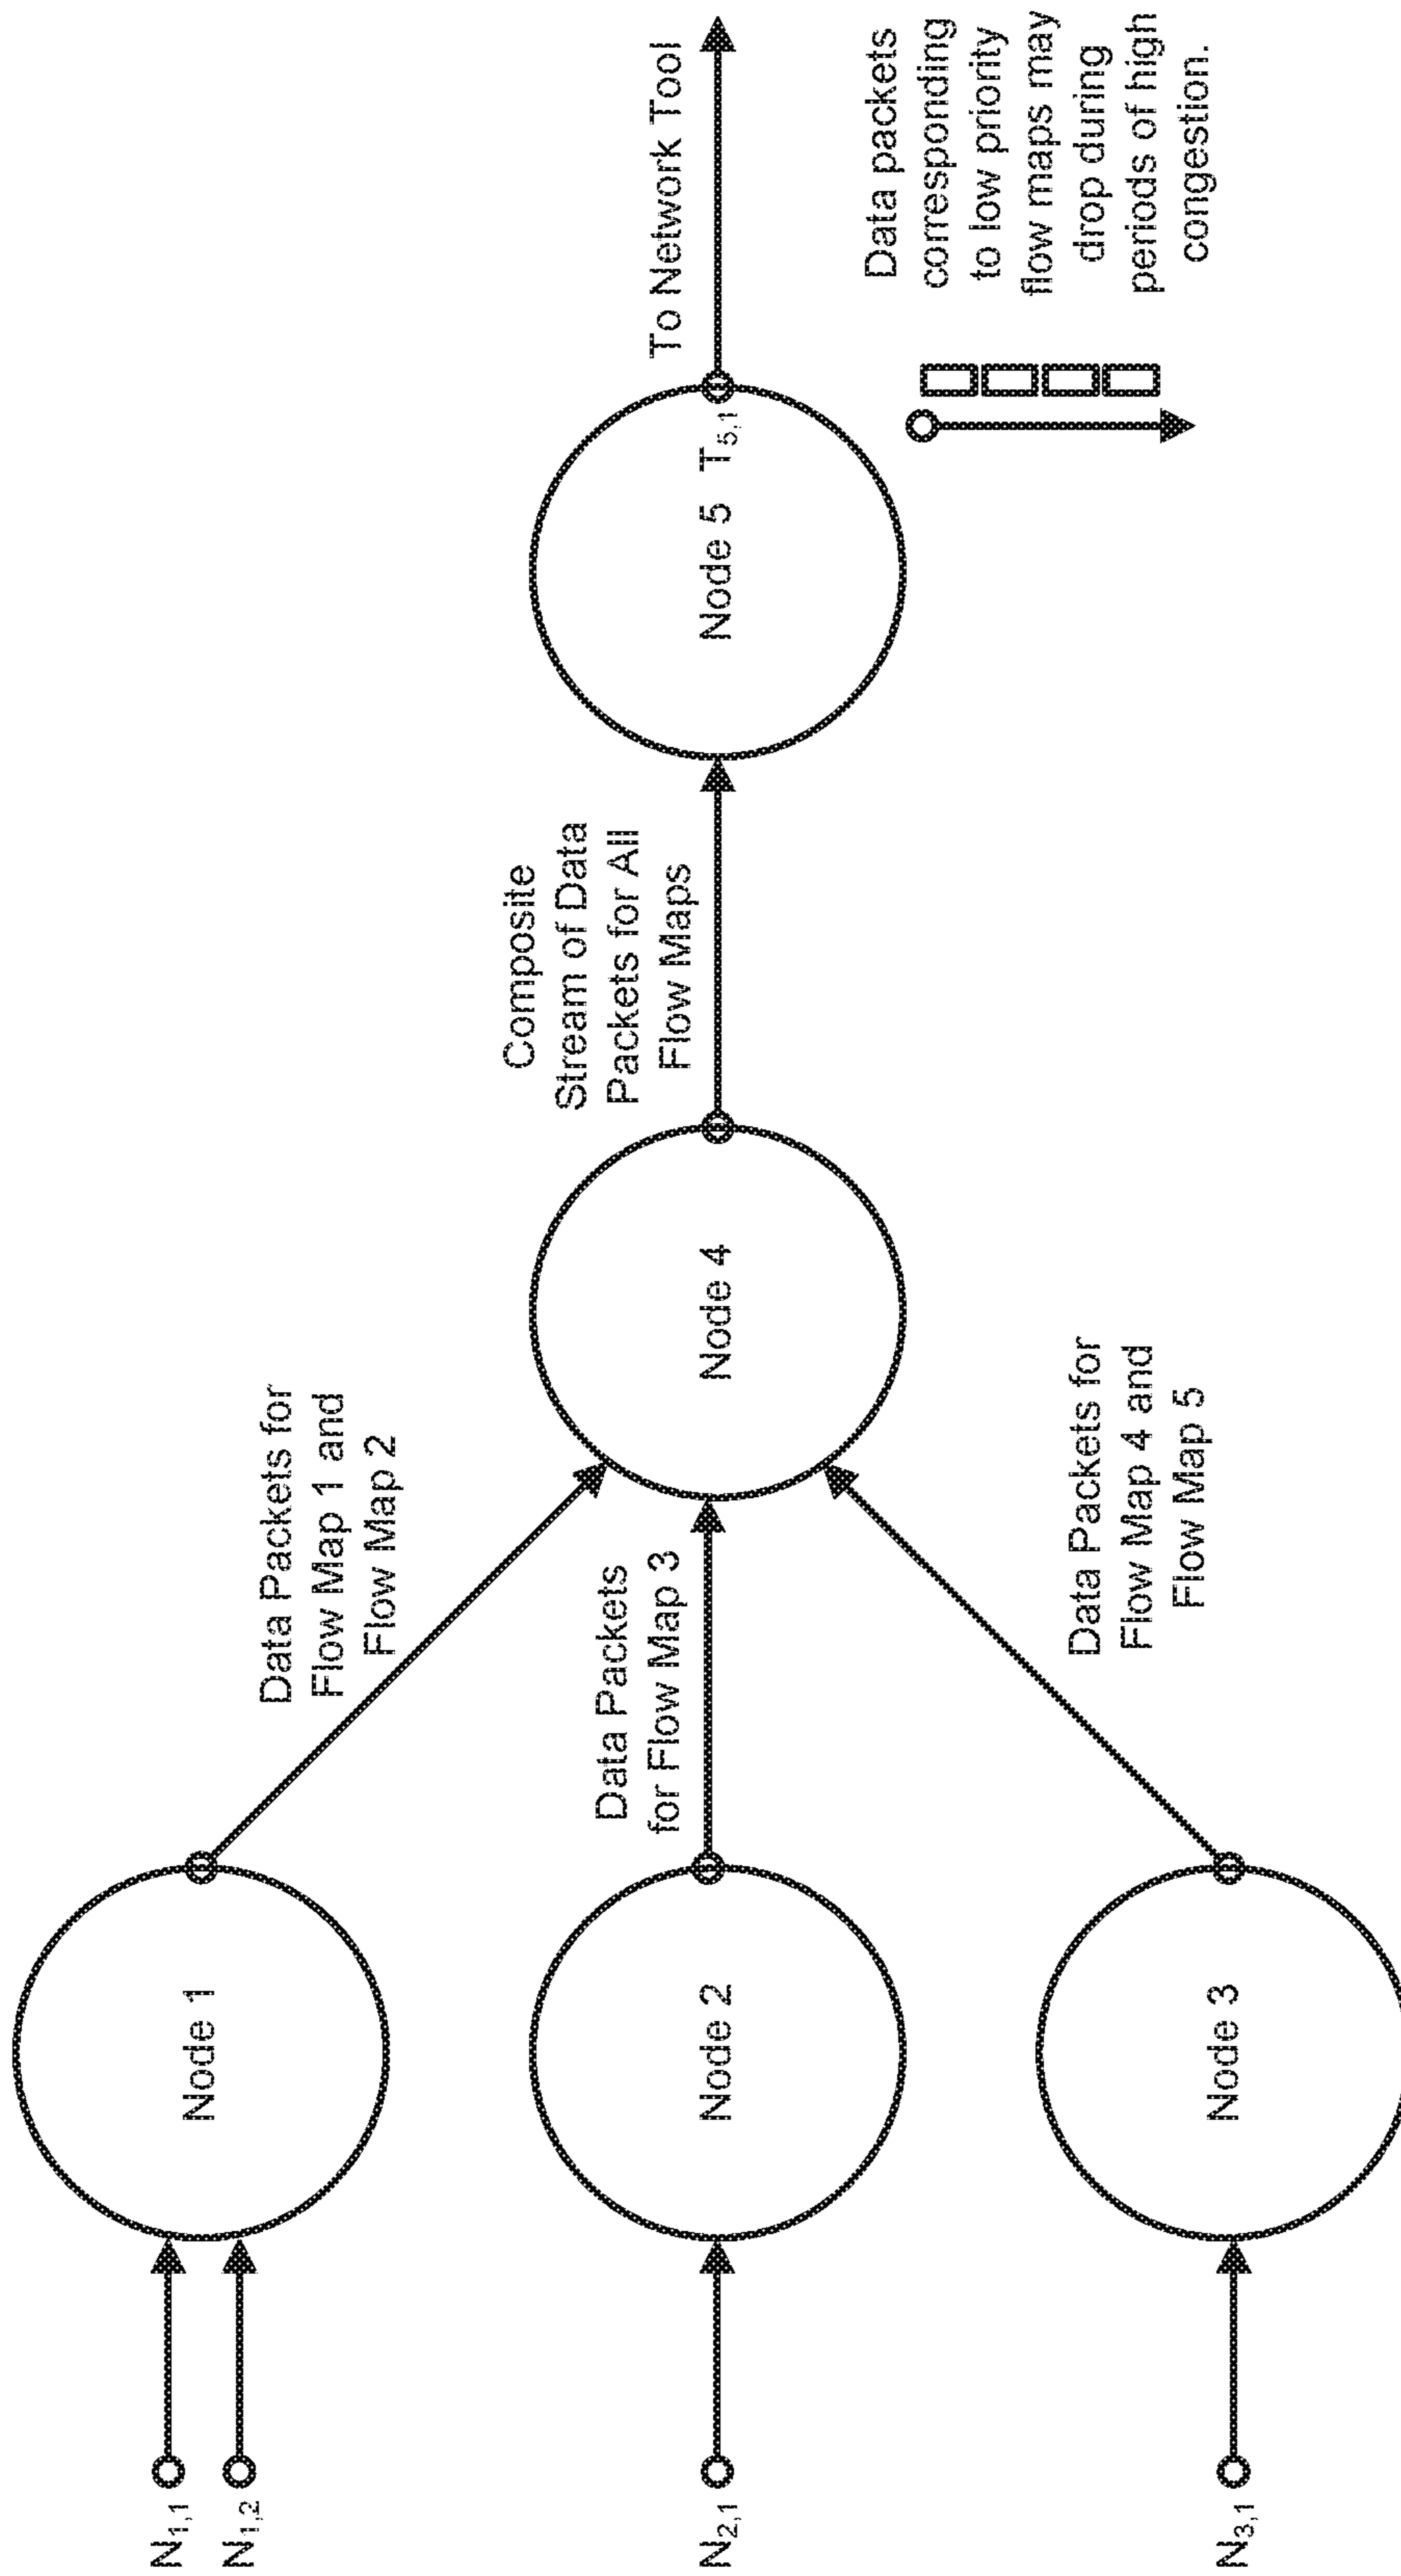 N1,1
N1,2
Node 1
Data Packets for
Flow Map 1 and
Flow Map 2
N2,1
Node 2
Data Packets
for Flow Map 3
N3,1
Node 3
Data Packets for
Flow Map 4 and
Flow Map 5
Node 4
Composite
Stream of Data
Packets for All
Flow Maps
Node 5 T5,1
To Network Tool
Data packets
corresponding
to low priority
flow maps may
drop during
periods of high
congestion.